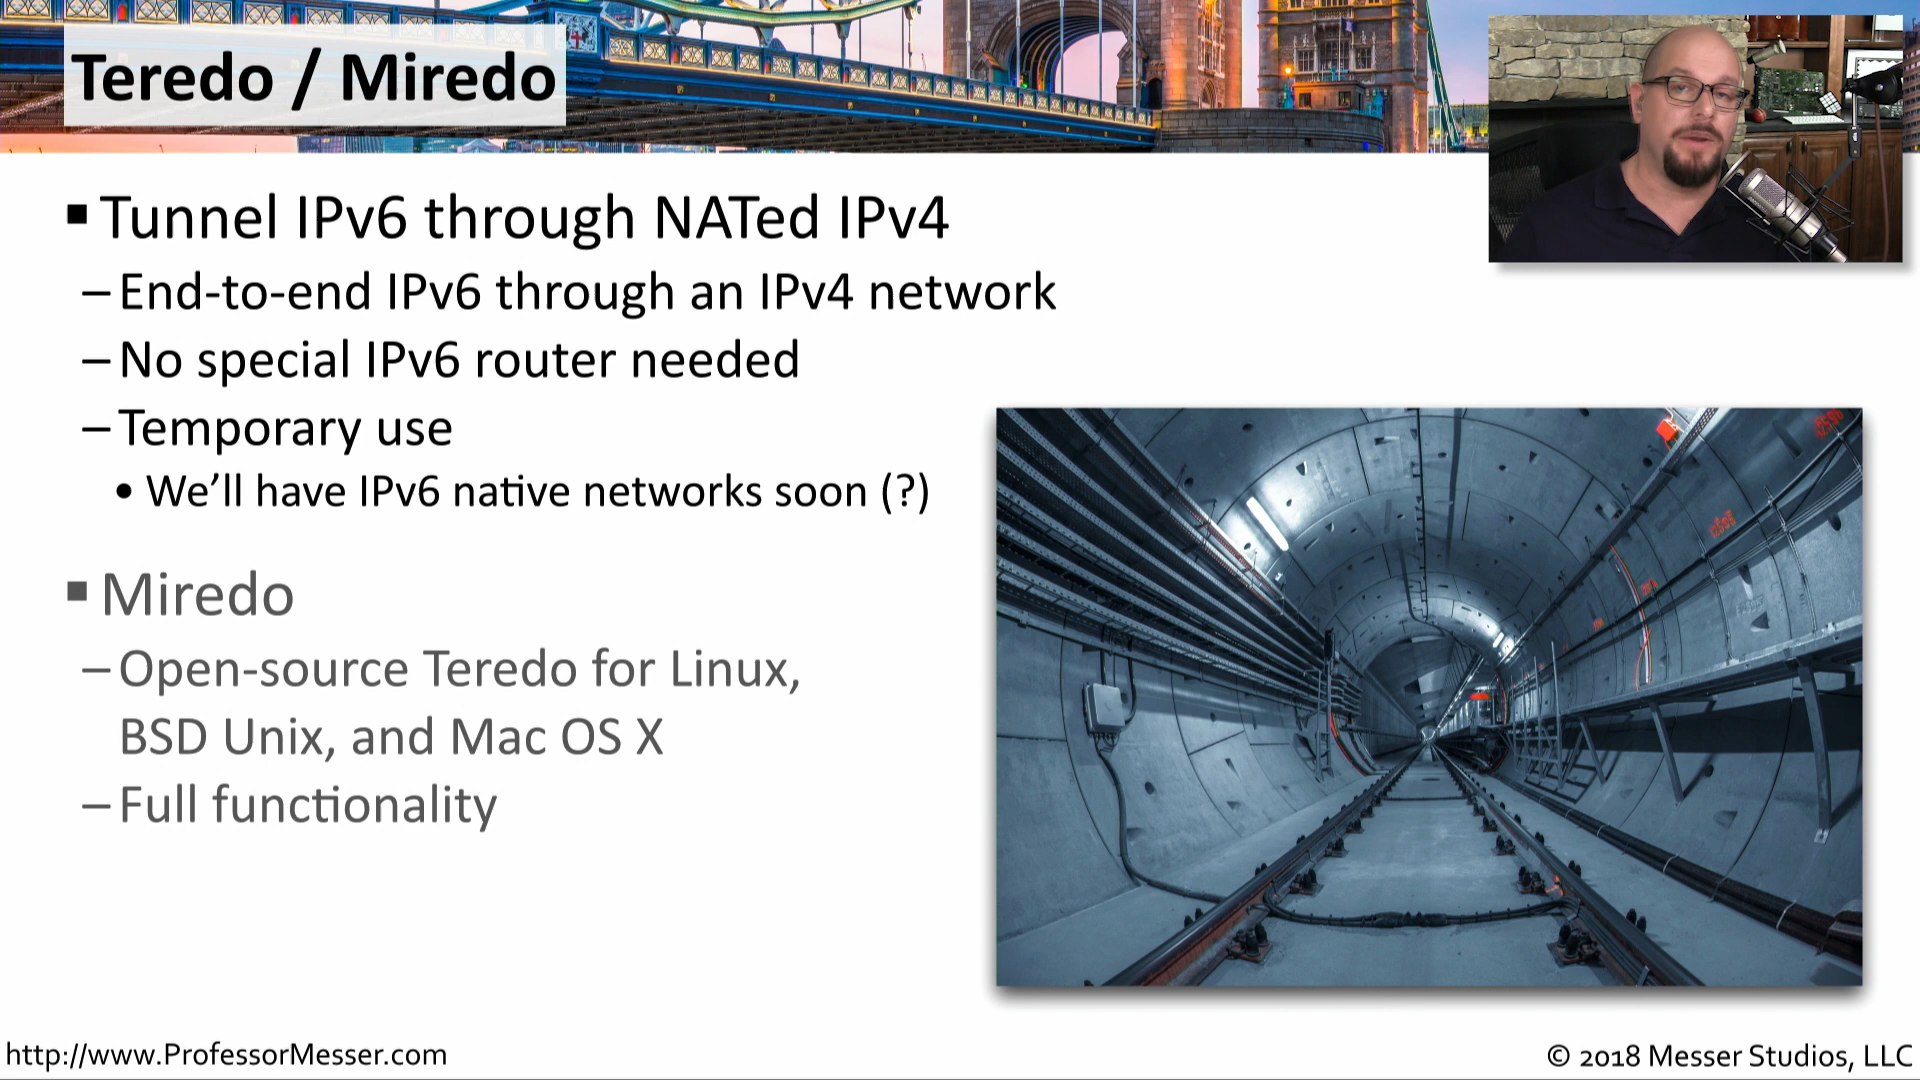 Teredo / Miredo
▪ Tunnel IPv6 through NATed IPv4
– End-to-end IPv6 through an IPv4 network
– No special IPv6 router needed
– Temporary use
• We’ll have IPv6 native networks soon (?)
▪ Miredo
– Open-source Teredo for Linux,
BSD Unix, and Mac OS X
– Full functionality
http://www.ProfessorMesser.com
© 2018 Messer Studios, LLC